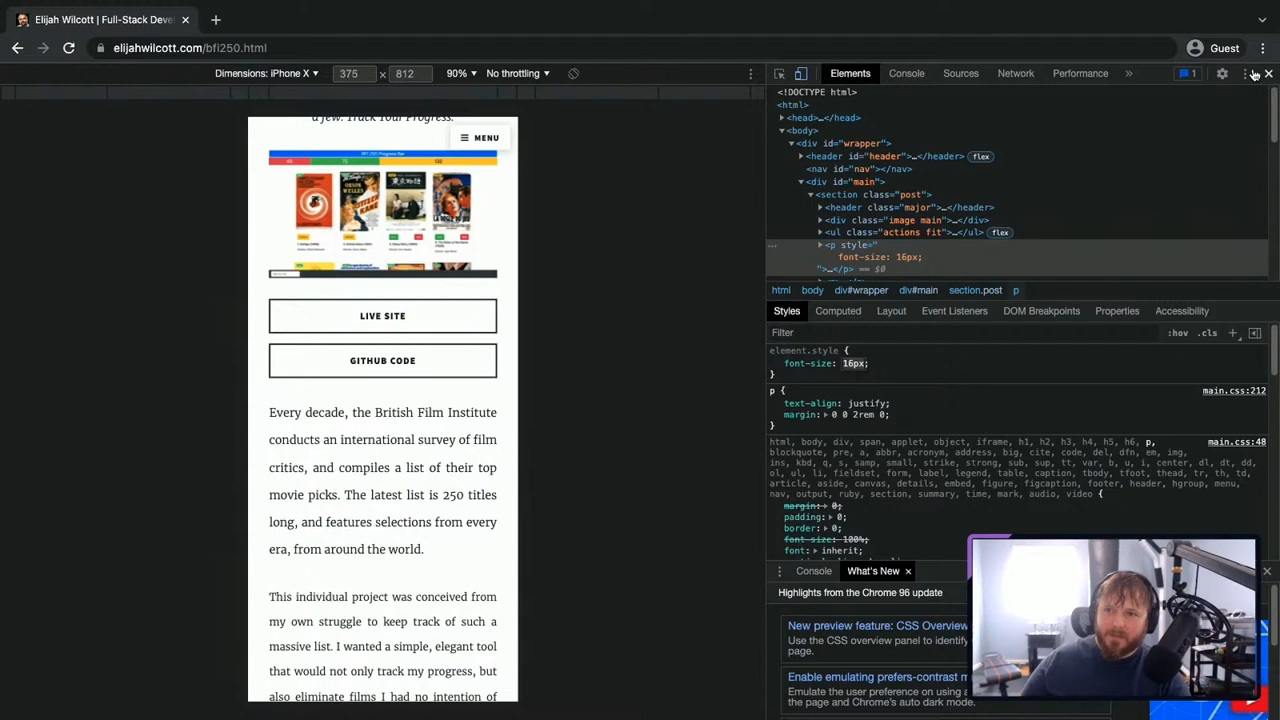 Elijah Wilcott | Full-Stack Deve
elijahwilcott.com/bfi250.html
Guest
Dimensions: iPhone X ▾ 375 × 812 90% ▾ No throttling ▾
Elements Console Sources Network Performance » 1
a few. Track Your Progress.
MENU
LIVE SITE
GITHUB CODE
Every decade, the British Film Institute
conducts an international survey of film
critics, and compiles a list of their top
movie picks. The latest list is 250 titles
long, and features selections from every
era, from around the world.
This individual project was conceived from
my own struggle to keep track of such a
massive list. I wanted a simple, elegant tool
that would not only track my progress, but
also eliminate films I had no intention of
<!DOCTYPE html>
<html>
<head>…</head>
<body>
<div id="wrapper">
<header id="header">…</header> flex
<nav id="nav"></nav>
<div id="main">
<section class="post">
<header class="major">…</header>
<div class="image main">…</div>
<ul class="actions fit">…</ul> flex
<p style="
font-size: 16px;
">…</p> == $0
html body div#wrapper div#main section.post p
Styles Computed Layout Event Listeners DOM Breakpoints Properties Accessibility
Filter :hov .cls
element.style {
font-size: 16px;
}
p { main.css:212
text-align: justify;
margin: 0 0 2rem 0;
}
html, body, div, span, applet, object, iframe, h1, h2, h3, h4, h5, h6, p, main.css:48
blockquote, pre, a, abbr, acronym, address, big, cite, code, del, dfn, em, img,
ins, kbd, q, s, samp, small, strike, strong, sub, sup, tt, var, b, u, i, center, dl, dt, dd,
ol, ul, li, fieldset, form, label, legend, table, caption, tbody, tfoot, thead, tr, th, td,
article, aside, canvas, details, embed, figure, figcaption, footer, header, hgroup, menu,
nav, output, ruby, section, summary, time, mark, audio, video {
margin: 0;
padding: 0;
border: 0;
font-size: 100%;
font: inherit;
Console What's New
Highlights from the Chrome 96 update
New preview feature: CSS Overview
Use the CSS overview panel to identify
page.
Enable emulating prefers-contrast m
Emulate the user preference on using a
the page and Chrome's auto dark mode.